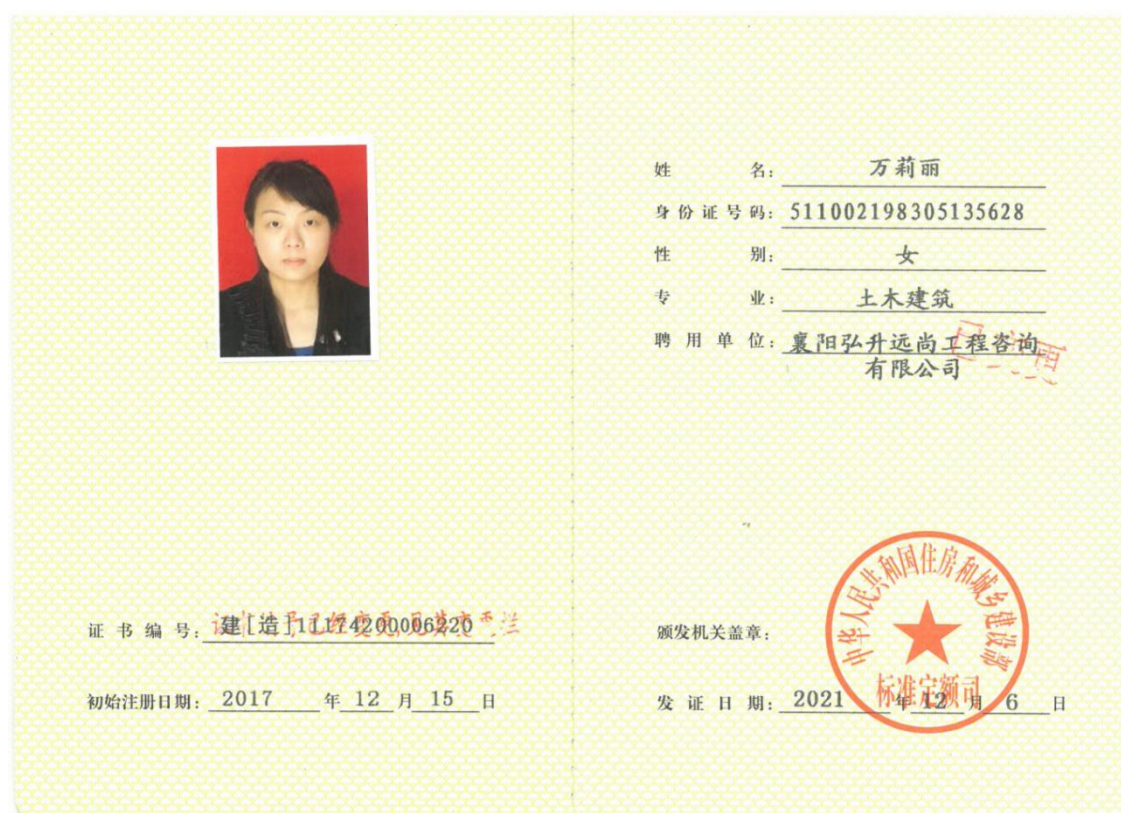 姓名：万莉丽
身份证号码：511002198305135628
性别：女
专业：土木建筑
聘用单位：襄阳弘升远尚工程咨询
有限公司
证书编号：建[造]11174200006220
初始注册日期：2017年12月15日
颁发机关盖章：
中华人民共和国住房和城乡建设部
标准定额司
发证日期：2021年12月6日